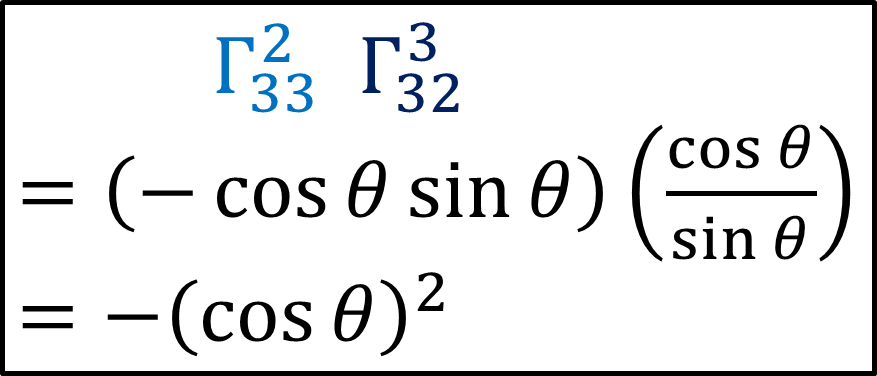 Γ²₃₃ Γ³₃₂
= (− cos θ sin θ) (cos θ / sin θ)
= −(cos θ)²